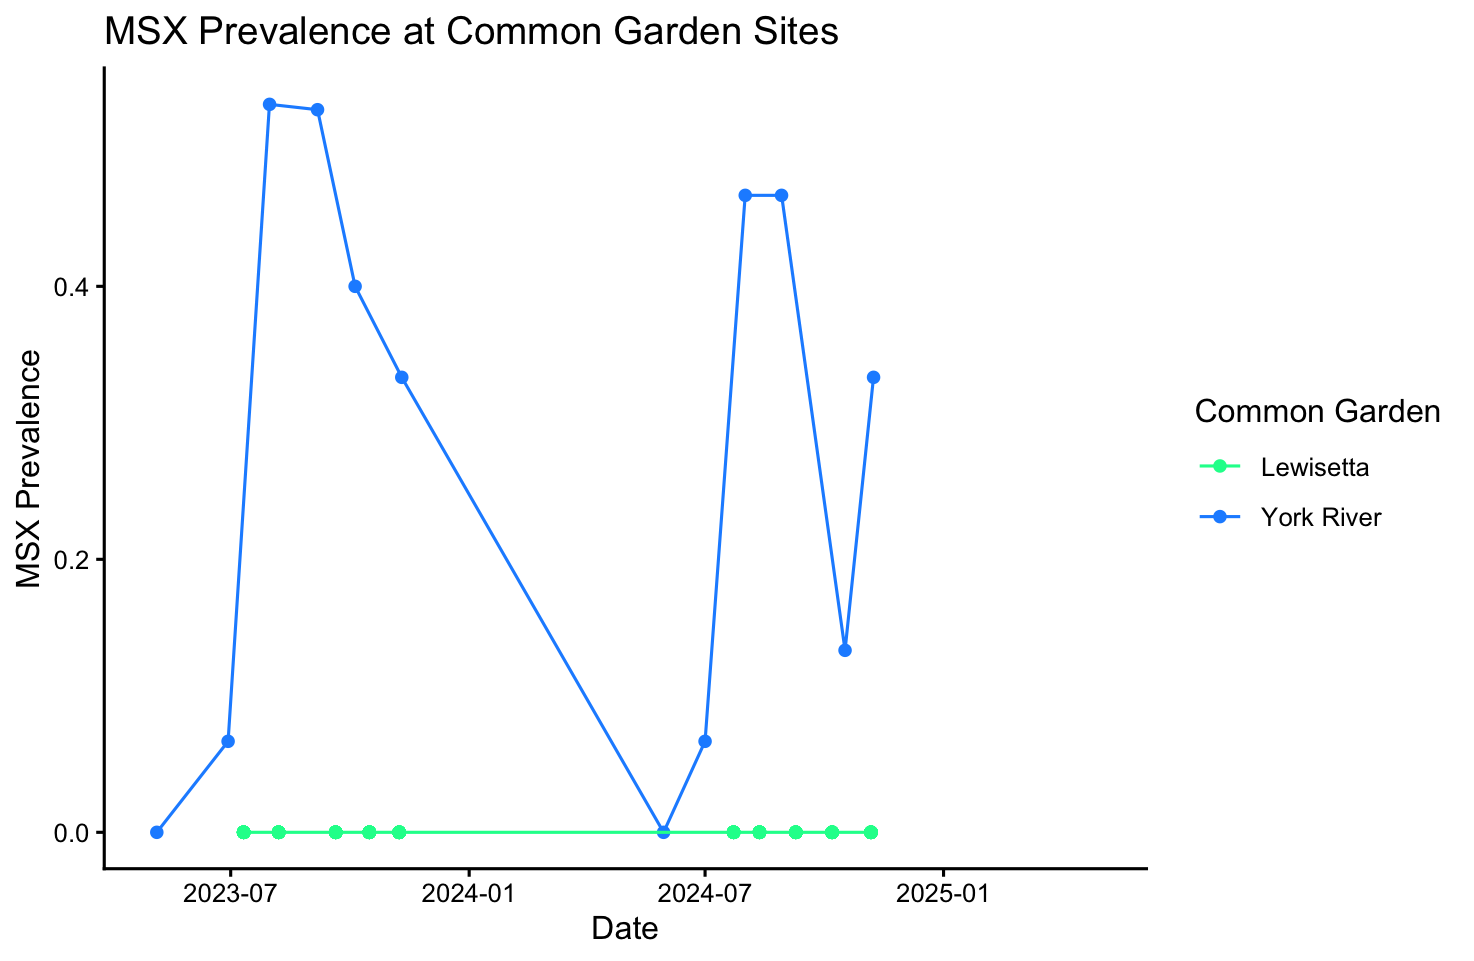 MSX Prevalence at Common Garden Sites
MSX Prevalence
0.4
0.2
0.0
2023-07
2024-01
2024-07
2025-01
Date
Common Garden
Lewisetta
York River